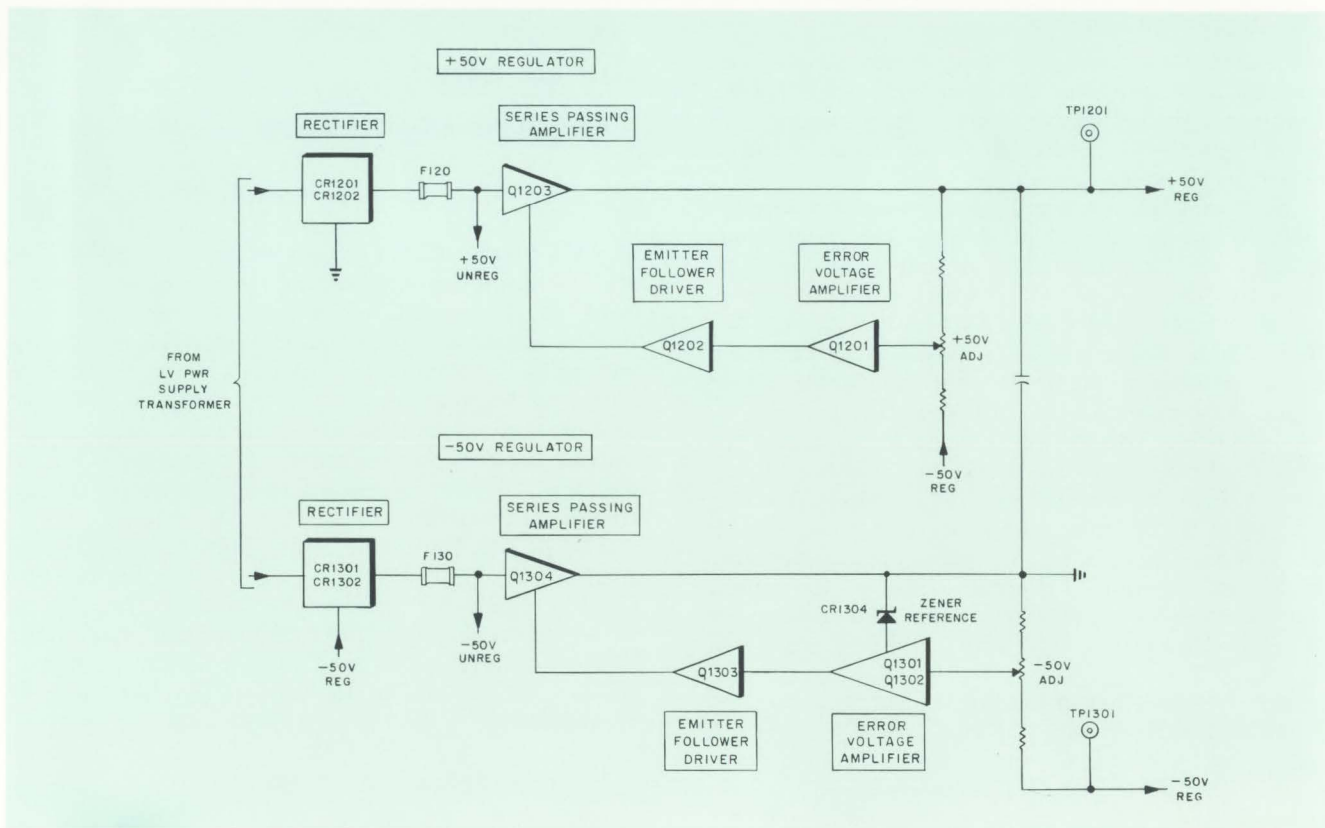 +50V REGULATOR
RECTIFIER
SERIES PASSING
AMPLIFIER
TP1201
F120
CR1201
CR1202
Q1203
+50V
REG
+50V
UNREG
EMITTER
FOLLOWER
DRIVER
ERROR
VOLTAGE
AMPLIFIER
Q1202
Q1201
+50V
ADJ
FROM
LV PWR
SUPPLY
TRANSFORMER
-50V REGULATOR
-50V
REG
RECTIFIER
SERIES PASSING
AMPLIFIER
F130
CR1301
CR1302
Q1304
CR1304
ZENER
REFERENCE
-50V
REG
-50V
UNREG
Q1303
Q1301
Q1302
-50V
ADJ
TP1301
EMITTER
FOLLOWER
DRIVER
ERROR
VOLTAGE
AMPLIFIER
-50V
REG